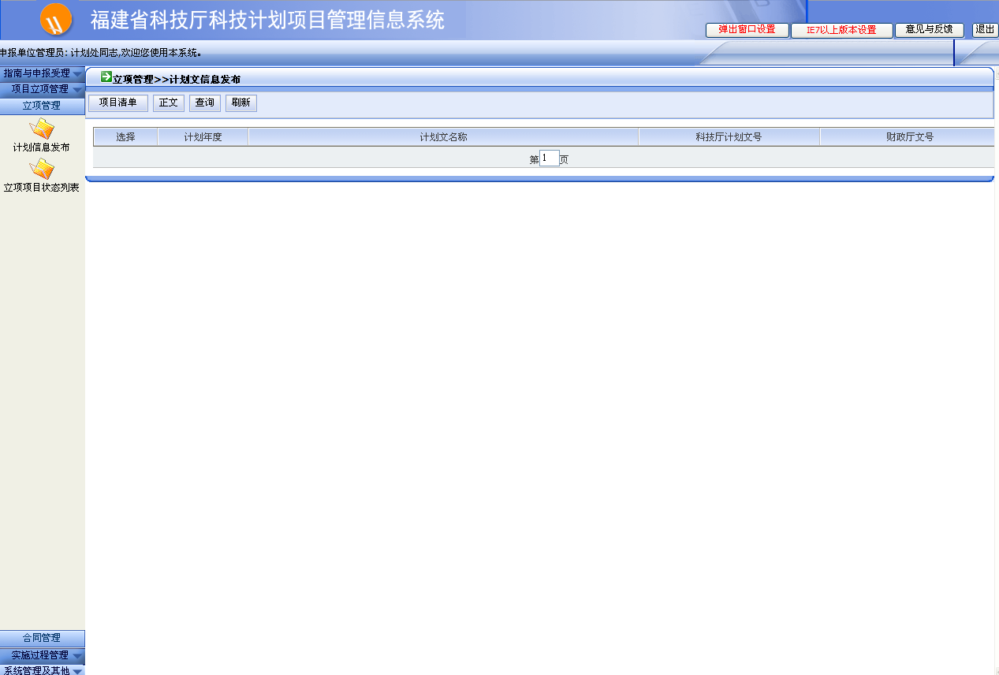 福建省科技厅科技计划项目管理信息系统
弹出窗口设置 IE7以上版本设置 意见与反馈 退出
申报单位管理员: 计划处同志,欢迎您使用本系统。
指南与申报受理
项目立项管理
立项管理
计划信息发布
立项项目状态列表
立项管理>>计划文信息发布
项目清单 正文 查询 刷新
选择 计划年度 计划文名称 科技厅计划文号 财政厅文号
第1页
合同管理
实施过程管理
系统管理及其他